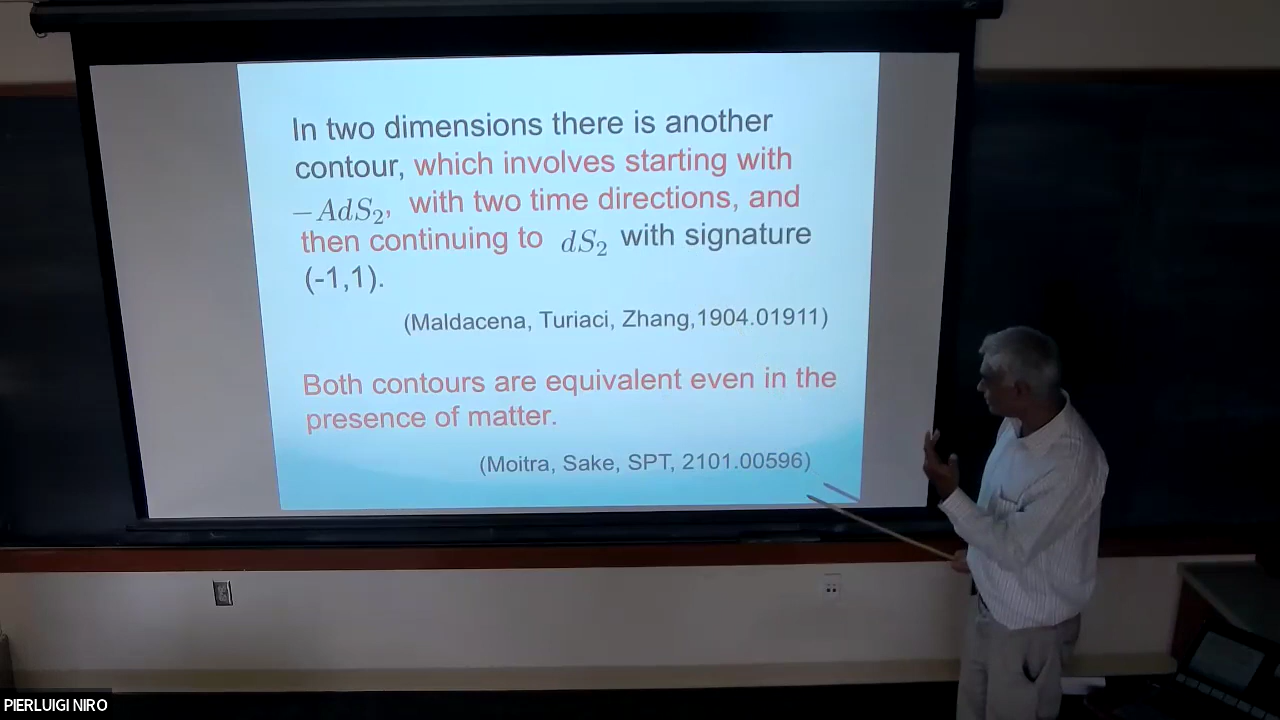 In two dimensions there is another
contour, which involves starting with
−AdS₂, with two time directions, and
then continuing to dS₂ with signature
(-1,1).
(Maldacena, Turiaci, Zhang,1904.01911)
Both contours are equivalent even in the
presence of matter.
(Moitra, Sake, SPT, 2101.00596)
PIERLUIGI NIRO